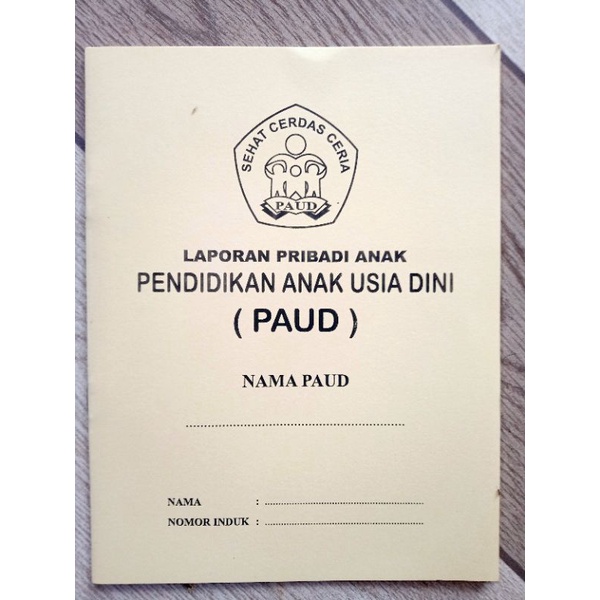 SEHAT CERDAS CERIA
PAUD
LAPORAN PRIBADI ANAK
PENDIDIKAN ANAK USIA DINI
( PAUD )
NAMA PAUD
................................................................
NAMA : ................................................................
NOMOR INDUK : ................................................................